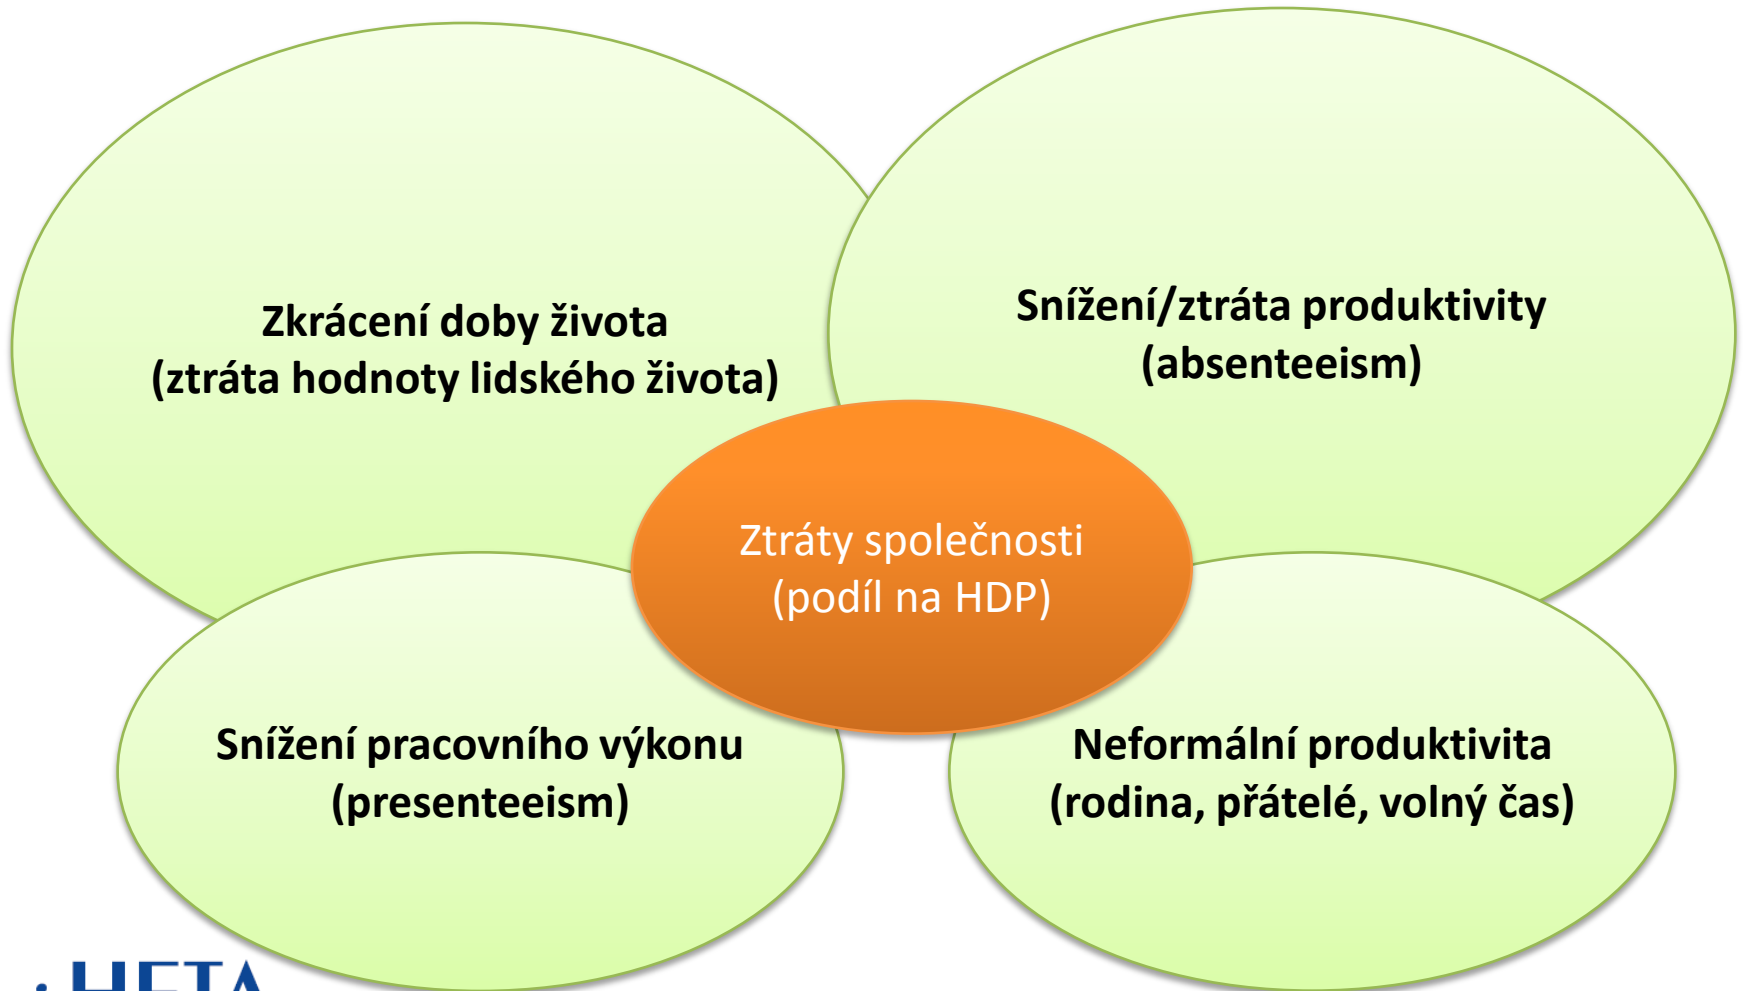 Zkrácení doby života
(ztráta hodnoty lidského života)
Snížení/ztráta produktivity
(absenteeism)
Ztráty společnosti
(podíl na HDP)
Snížení pracovního výkonu
(presenteeism)
Neformální produktivita
(rodina, přátelé, volný čas)